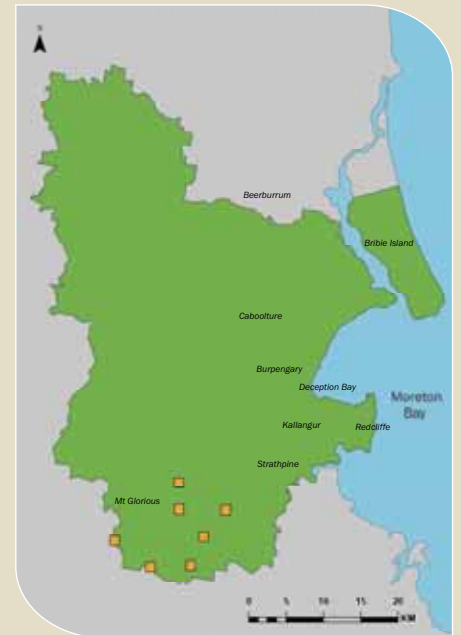 N
Beerburrum
Bribie Island
Caboolture
Burpengary
Deception Bay
Moreton
Bay
Kallangur
Redcliffe
Strathpine
Mt Glorious
0 5 10 15 20
KM